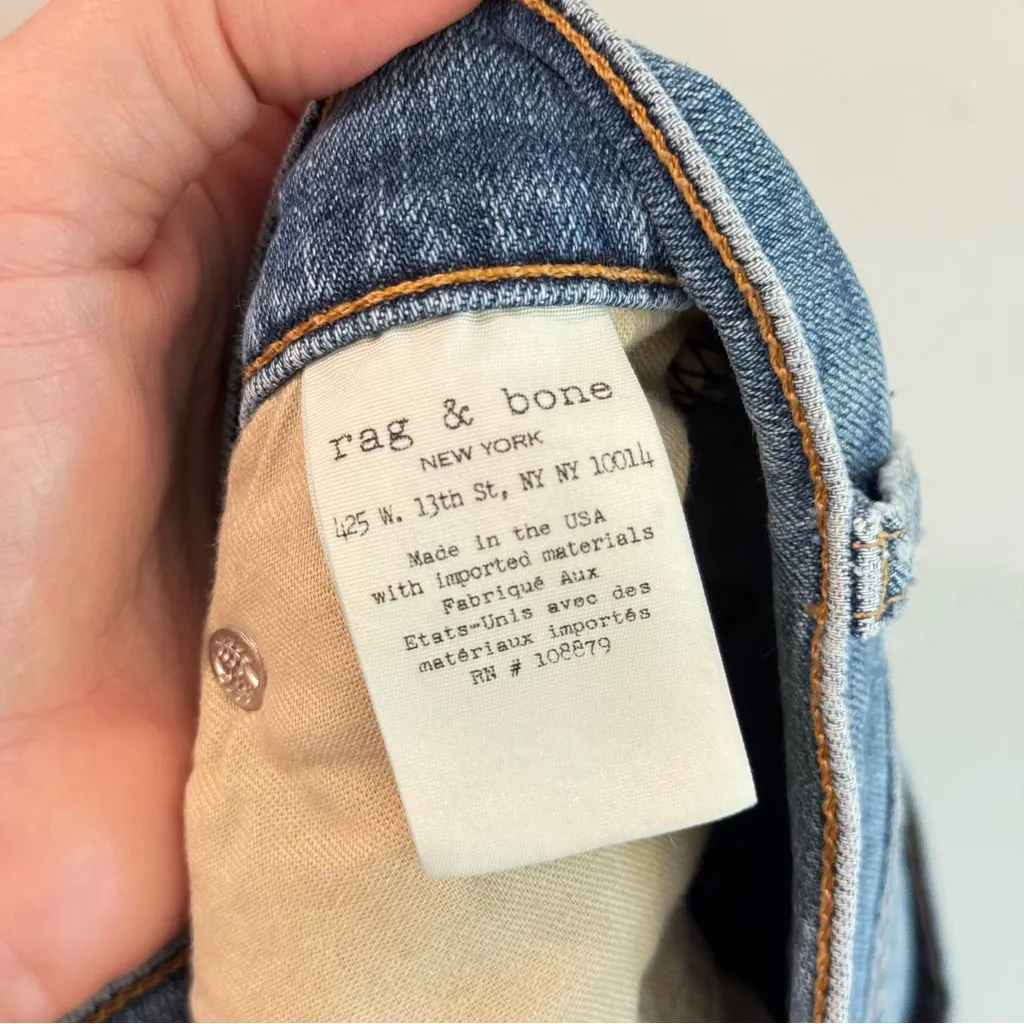 rag & bone
NEW YORK
425 W. 13th St, NY NY 10014
Made in the USA
with imported materials
Fabriqué Aux
Etats-Unis avec des
matériaux importés
RN # 108879